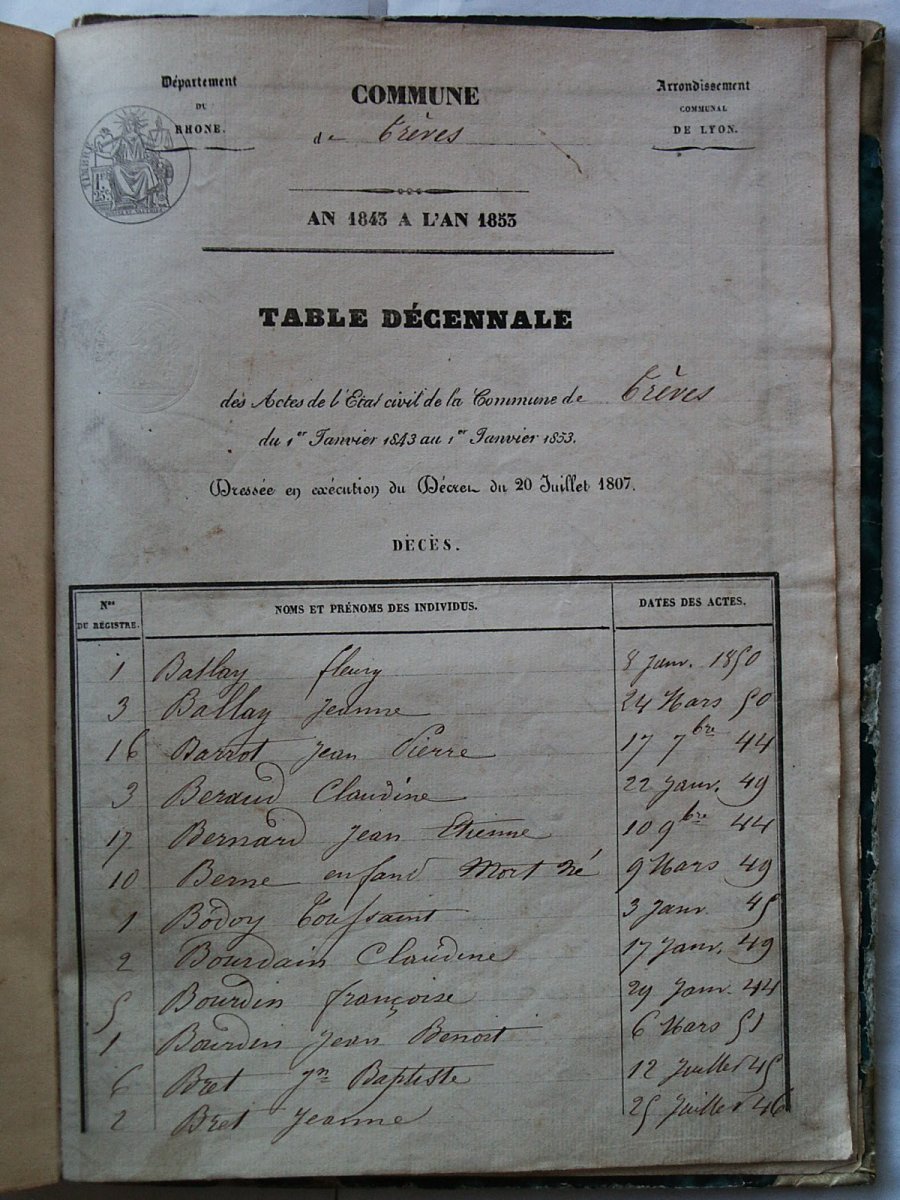 Département
DU
RHONE.
COMMUNE
de Trèves
Arrondissement
COMMUNAL
DE LYON.
TIMBRE
1F
25c
AN 1843 A L'AN 1853
TABLE DÉCENNALE
des Actes de l'Etat civil de la Commune de Trèves
du 1er Janvier 1843 au 1er Janvier 1853.
Dressée en exécution du Décret du 20 Juillet 1807.
DÉCÈS.
Nos DU RÉGISTRE. NOMS ET PRÉNOMS DES INDIVIDUS. DATES DES ACTES.
1 Ballay fleury 8 Janv. 1850
3 Ballay Jeanne 24 Mars 50
16 Barrot Jean Pierre 17 7bre 44
3 Beraud Claudine 22 Janv. 49
17 Bernard Jean Etienne 10 9bre 44
10 Berne enfand Mort Né 9 Mars 49
1 Bodoy Toussaint 3 Janv. 45
2 Bourdain Claudine 17 Janv. 49
5 Bourdin françoise 29 Janv. 44
1 Bourdin Jean Benoit 6 Mars 51
6 Bret Jn Baptiste 12 Juillet 45
2 Bret Jeanne 25 Juillet 46